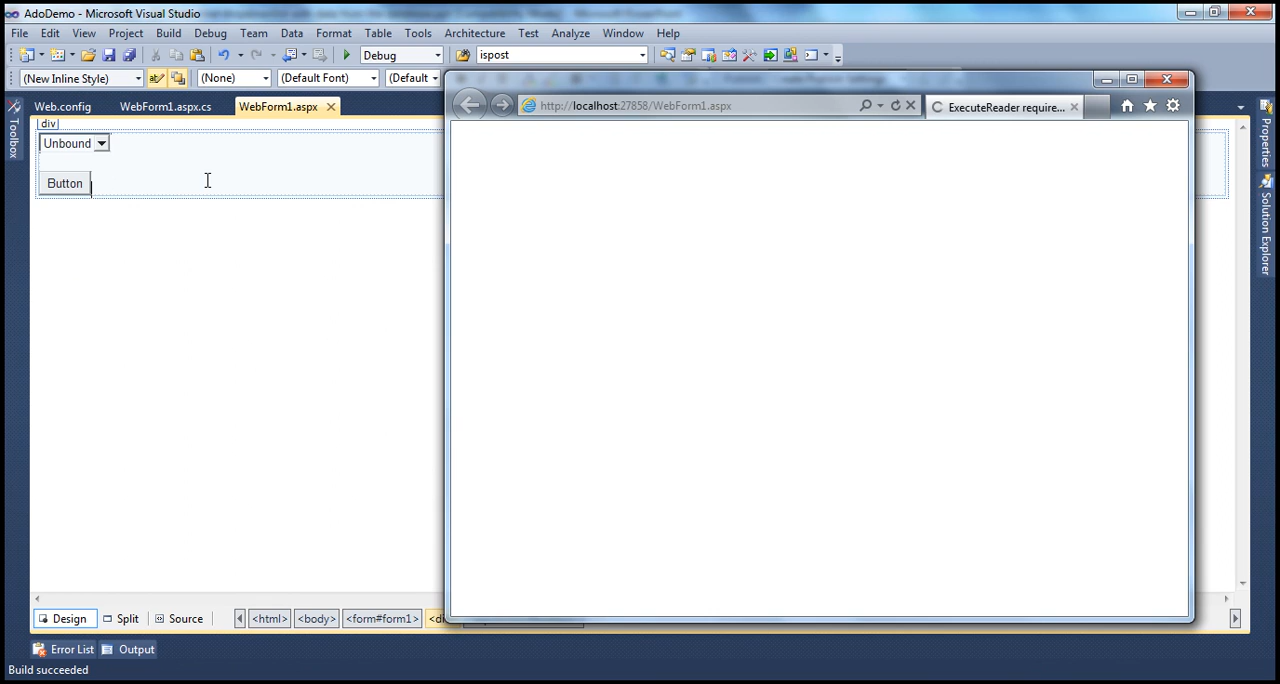 AdoDemo - Microsoft Visual Studio
File Edit View Project Build Debug Team Data Format Table Tools Architecture Test Analyze Window Help
Debug ispost
(New Inline Style) (None) (Default Font) (Default
Web.config WebForm1.aspx.cs WebForm1.aspx
http://localhost:27858/WebForm1.aspx ExecuteReader require...
Toolbox
div
Unbound
Button
Properties
Solution Explorer
Design Split Source <html> <body> <form#form1> <di
Error List Output
Build succeeded